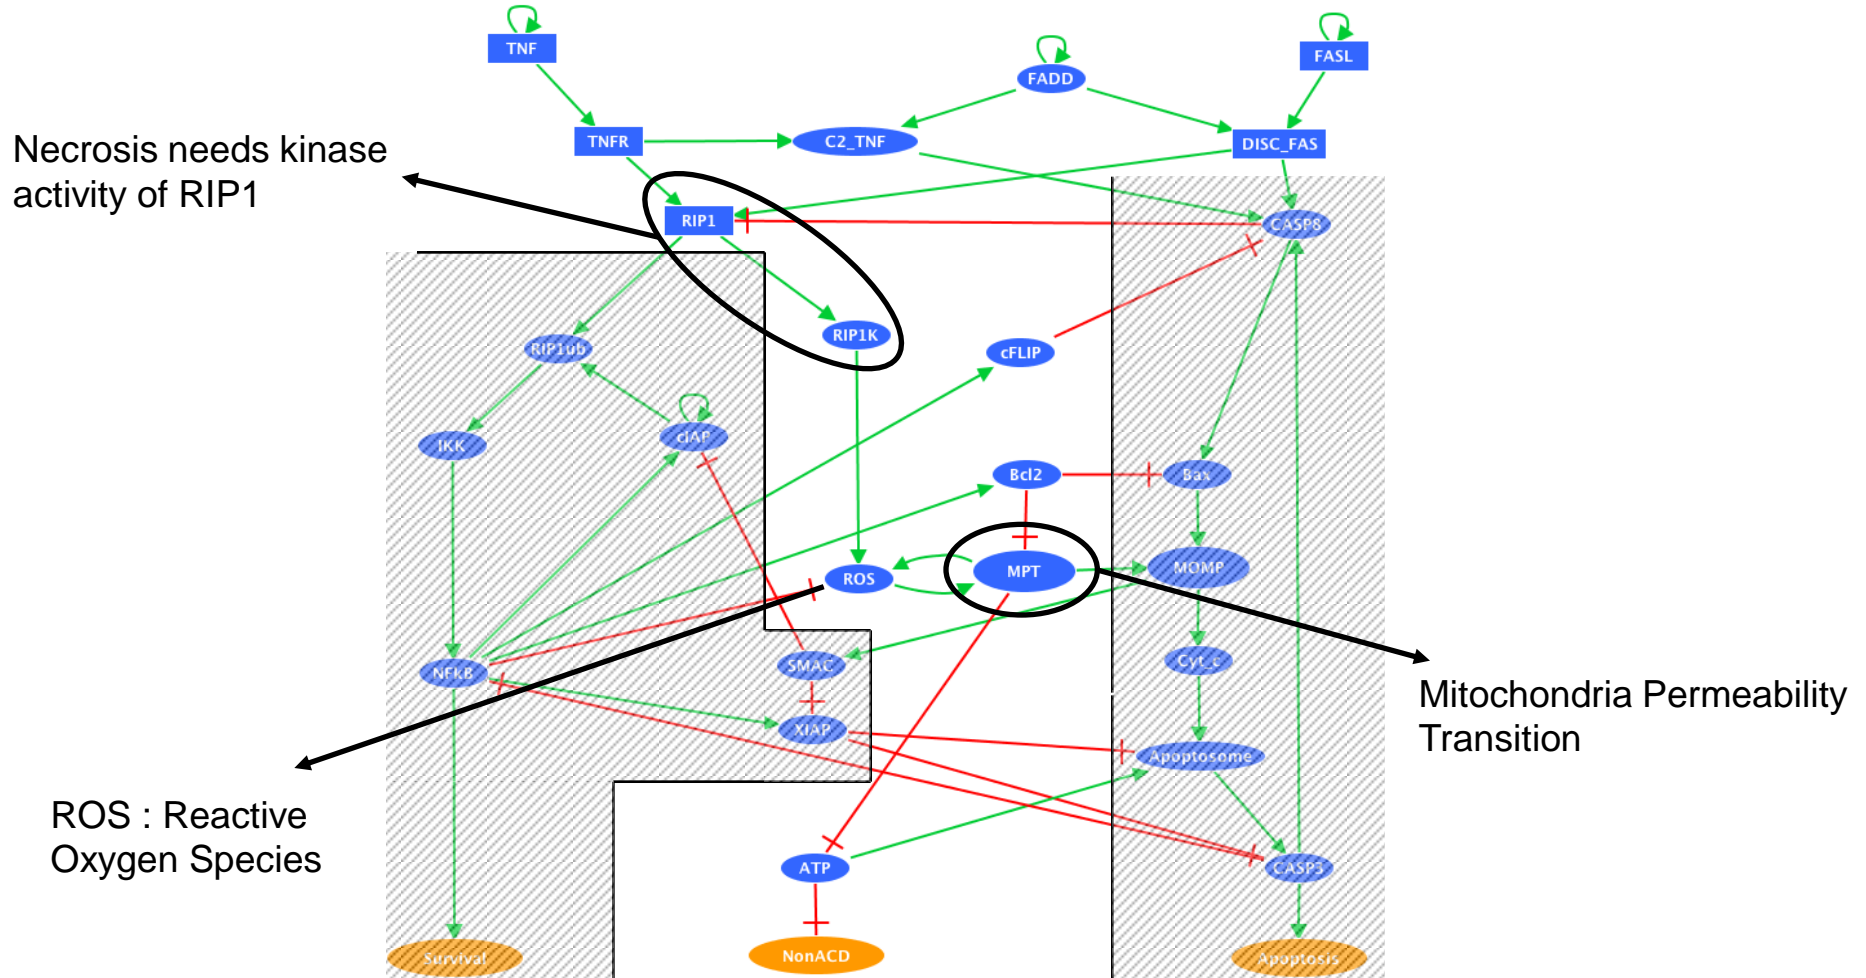 TNF
FADD
FASL
TNFR
C2_TNF
DISC_FAS
Necrosis needs kinase
activity of RIP1
RIP1
CASP8
RIP1K
RIP1ub
cFLIP
cIAP
IKK
Bcl2
Bax
MPT
MOMP
ROS
SMAC
Cyt_c
NFkB
Mitochondria Permeability
Transition
XIAP
Apoptosome
ROS : Reactive
Oxygen Species
ATP
CASP3
Survival
NonACD
Apoptosis